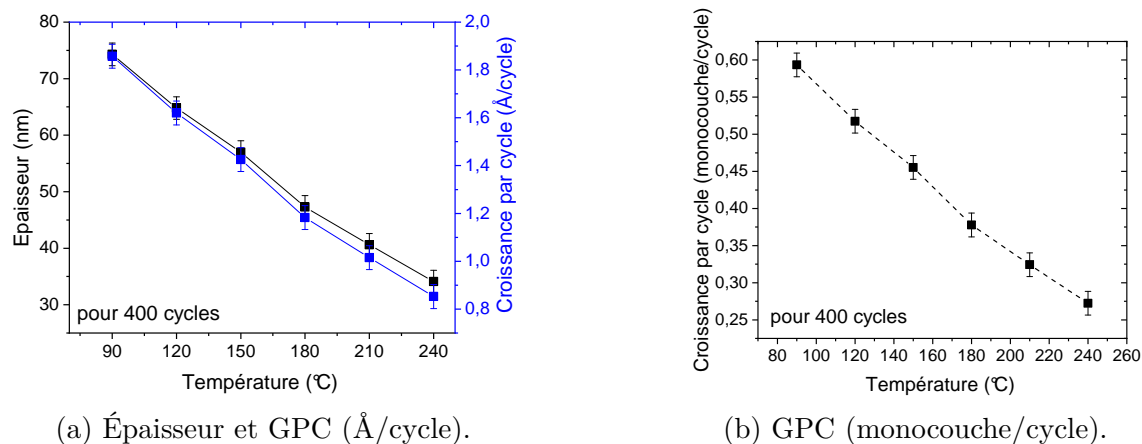 80
70
60
50
40
30
Epaisseur (nm)
2,0
1,8
1,6
1,4
1,2
1,0
0,8
Croissance par cycle (Å/cycle)
pour 400 cycles
90 120 150 180 210 240
Température (°C)
(a) Épaisseur et GPC (Å/cycle).
0,60
0,55
0,50
0,45
0,40
0,35
0,30
0,25
Croissance par cycle (monocouche/cycle)
pour 400 cycles
80 100 120 140 160 180 200 220 240 260
Température (°C)
(b) GPC (monocouche/cycle).